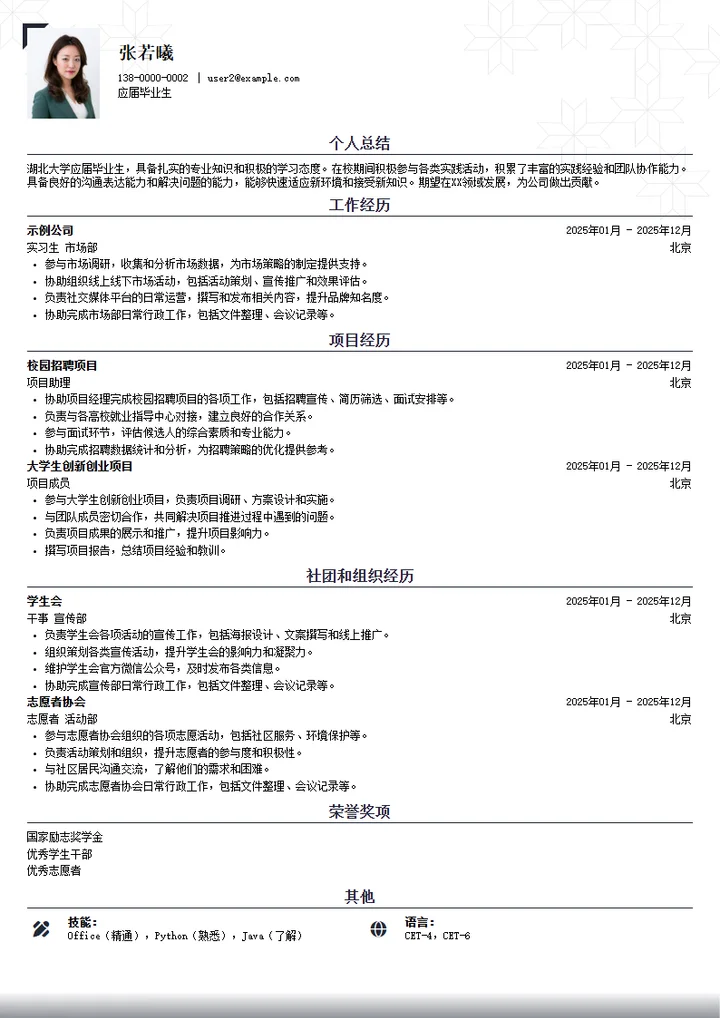 张若曦
138-0000-0002 | user2@example.com
应届毕业生
个人总结
湖北大学应届毕业生，具备扎实的专业知识和积极的学习态度。在校期间积极参与各类实践活动，积累了丰富的实践经验和团队协作能力。
具备良好的沟通表达能力和解决问题的能力，能够快速适应新环境和接受新知识。期望在XX领域发展，为公司做出贡献。
工作经历
示例公司 2025年01月 - 2025年12月
实习生 市场部 北京
• 参与市场调研，收集和分析市场数据，为市场策略的制定提供支持。
• 协助组织线上线下市场活动，包括活动策划、宣传推广和效果评估。
• 负责社交媒体平台的日常运营，撰写和发布相关内容，提升品牌知名度。
• 协助完成市场部日常行政工作，包括文件整理、会议记录等。
项目经历
校园招聘项目 2025年01月 - 2025年12月
项目助理 北京
• 协助项目经理完成校园招聘项目的各项工作，包括招聘宣传、简历筛选、面试安排等。
• 负责与各高校就业指导中心对接，建立良好的合作关系。
• 参与面试环节，评估候选人的综合素质和专业能力。
• 协助完成招聘数据统计和分析，为招聘策略的优化提供参考。
大学生创新创业项目 2025年01月 - 2025年12月
项目成员 北京
• 参与大学生创新创业项目，负责项目调研、方案设计和实施。
• 与团队成员密切合作，共同解决项目推进过程中遇到的问题。
• 负责项目成果的展示和推广，提升项目影响力。
• 撰写项目报告，总结项目经验和教训。
社团和组织经历
学生会 2025年01月 - 2025年12月
干事 宣传部 北京
• 负责学生会各项活动的宣传工作，包括海报设计、文案撰写和线上推广。
• 组织策划各类宣传活动，提升学生会的影响力和凝聚力。
• 维护学生会官方微信公众号，及时发布各类信息。
• 协助完成宣传部日常行政工作，包括文件整理、会议记录等。
志愿者协会 2025年01月 - 2025年12月
志愿者 活动部 北京
• 参与志愿者协会组织的各项志愿活动，包括社区服务、环境保护等。
• 负责活动策划和组织，提升志愿者的参与度和积极性。
• 与社区居民沟通交流，了解他们的需求和困难。
• 协助完成志愿者协会日常行政工作，包括文件整理、会议记录等。
荣誉奖项
国家励志奖学金
优秀学生干部
优秀志愿者
其他
技能：
Office（精通），Python（熟悉），Java（了解）
语言：
CET-4，CET-6